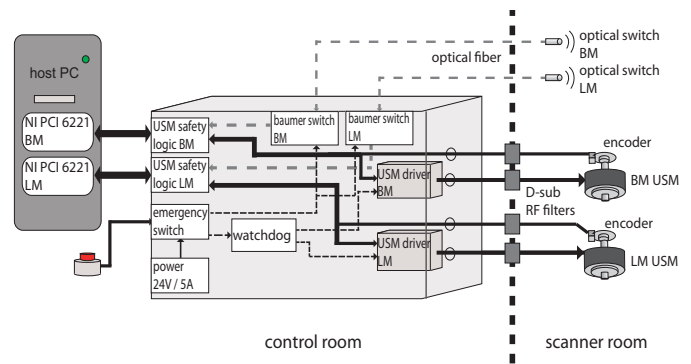 host PC
NI PCI 6221
BM
NI PCI 6221
LM
USM safety
logic BM
USM safety
logic LM
emergency
switch
power
24V / 5A
watchdog
baumer switch
BM
baumer switch
LM
USM driver
BM
USM driver
LM
optical fiber
optical switch
BM
optical switch
LM
D-sub
RF filters
encoder
BM USM
encoder
LM USM
control room
scanner room